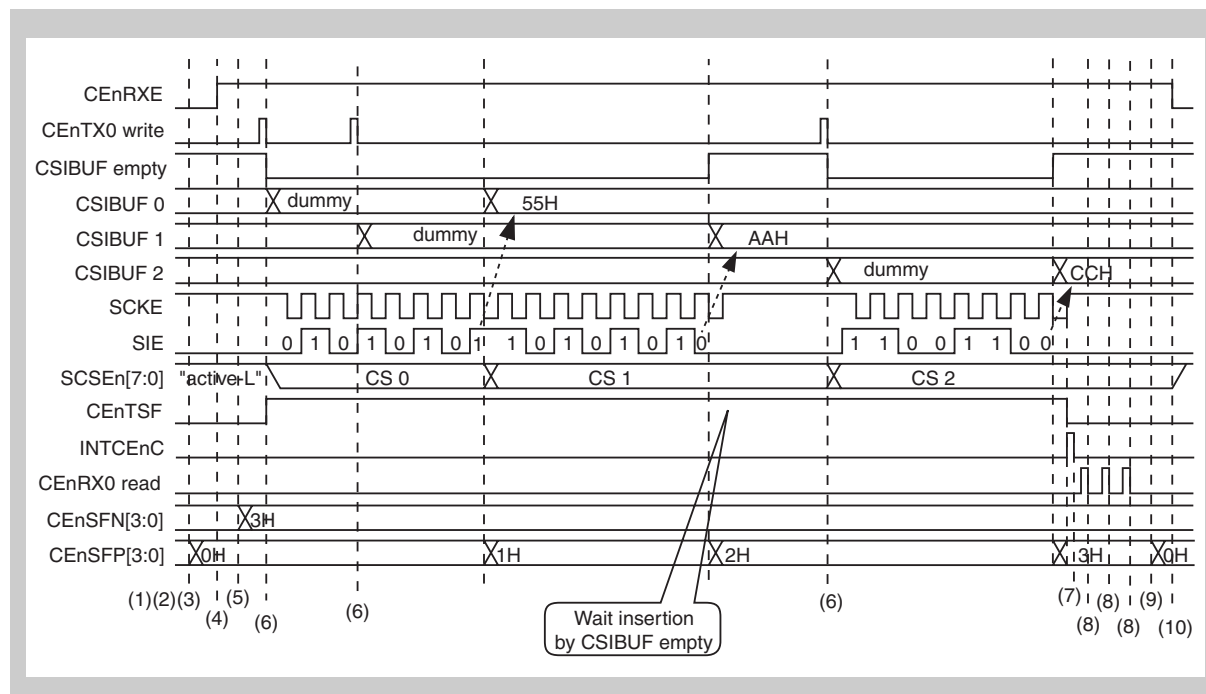 CEnRXE
CEnTX0 write
CSIBUF empty
CSIBUF 0 dummy 55H
CSIBUF 1 dummy AAH
CSIBUF 2 dummy CCH
SCKE
SIE 0 1 0 1 0 1 0 1 1 0 1 0 1 0 1 0 1 1 0 0 1 1 0 0
SCSEn[7:0] "active-L" CS 0 CS 1 CS 2
CEnTSF
INTCEnC
CEnRX0 read
CEnSFN[3:0] 3H
CEnSFP[3:0] 0H 1H 2H 3H 0H
(1)(2)(3) (4) (5) (6) (6) (6) (7) (8) (8) (8) (9) (10)
Wait insertion
by CSIBUF empty